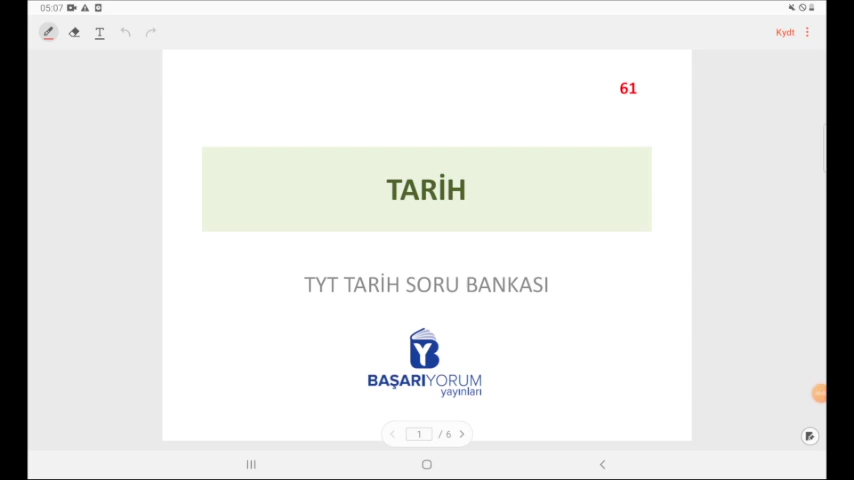 05:07
Kydt
61
TARİH
TYT TARİH SORU BANKASI
BAŞARIYORUM
yayınları
1 / 6